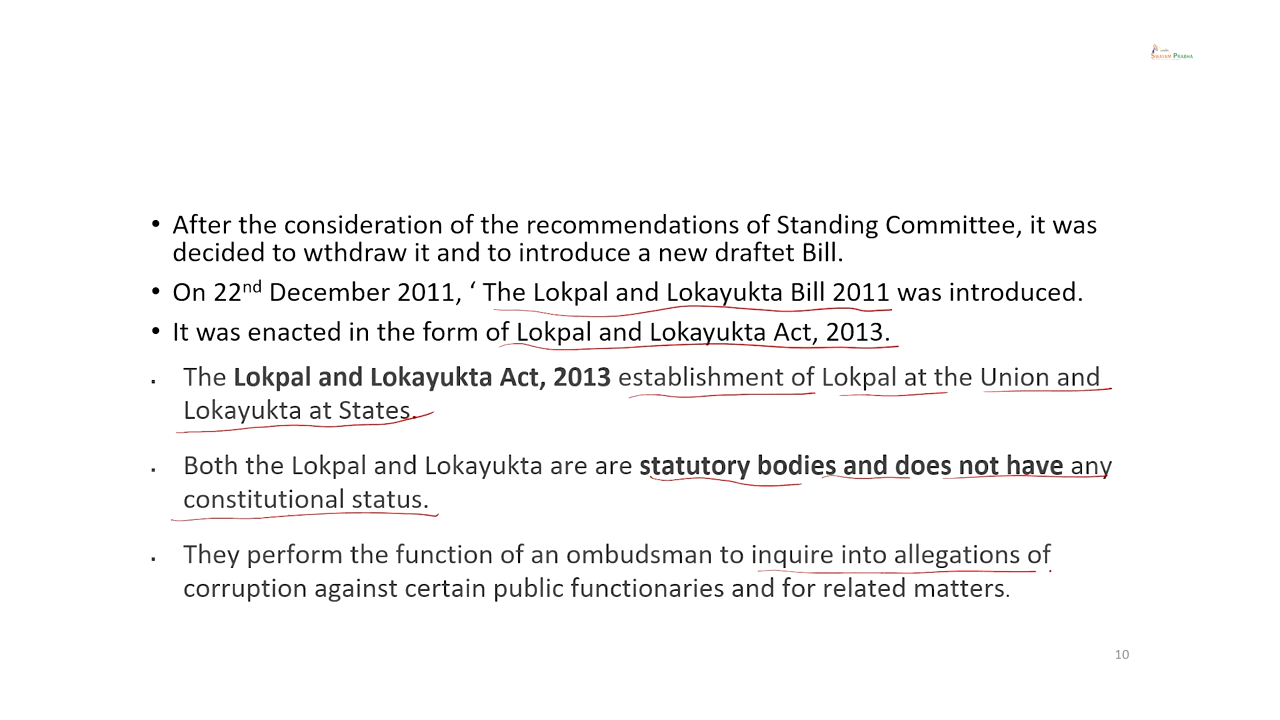 SWAYAM PRABHA
• After the consideration of the recommendations of Standing Committee, it was
decided to wthdraw it and to introduce a new draftet Bill.
• On 22nd December 2011, ‘ The Lokpal and Lokayukta Bill 2011 was introduced.
• It was enacted in the form of Lokpal and Lokayukta Act, 2013.
▪ The Lokpal and Lokayukta Act, 2013 establishment of Lokpal at the Union and
Lokayukta at States.
▪ Both the Lokpal and Lokayukta are are statutory bodies and does not have any
constitutional status.
▪ They perform the function of an ombudsman to inquire into allegations of
corruption against certain public functionaries and for related matters.
10